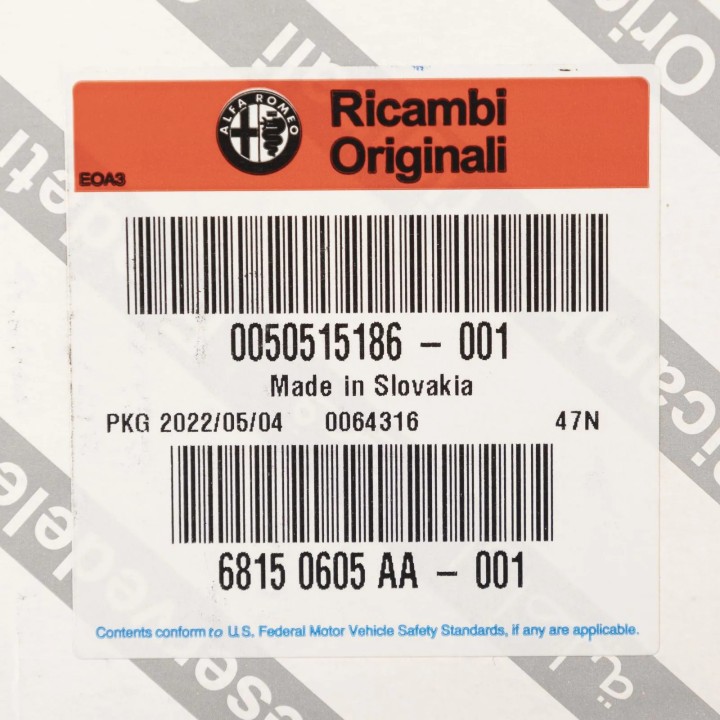 ALFA ROMEO
Ricambi
Originali
EOA3
0050515186 - 001
Made in Slovakia
PKG 2022/05/04 0064316 47N
6815 0605 AA - 001
Contents conform to U.S. Federal Motor Vehicle Safety Standards, if any are applicable.